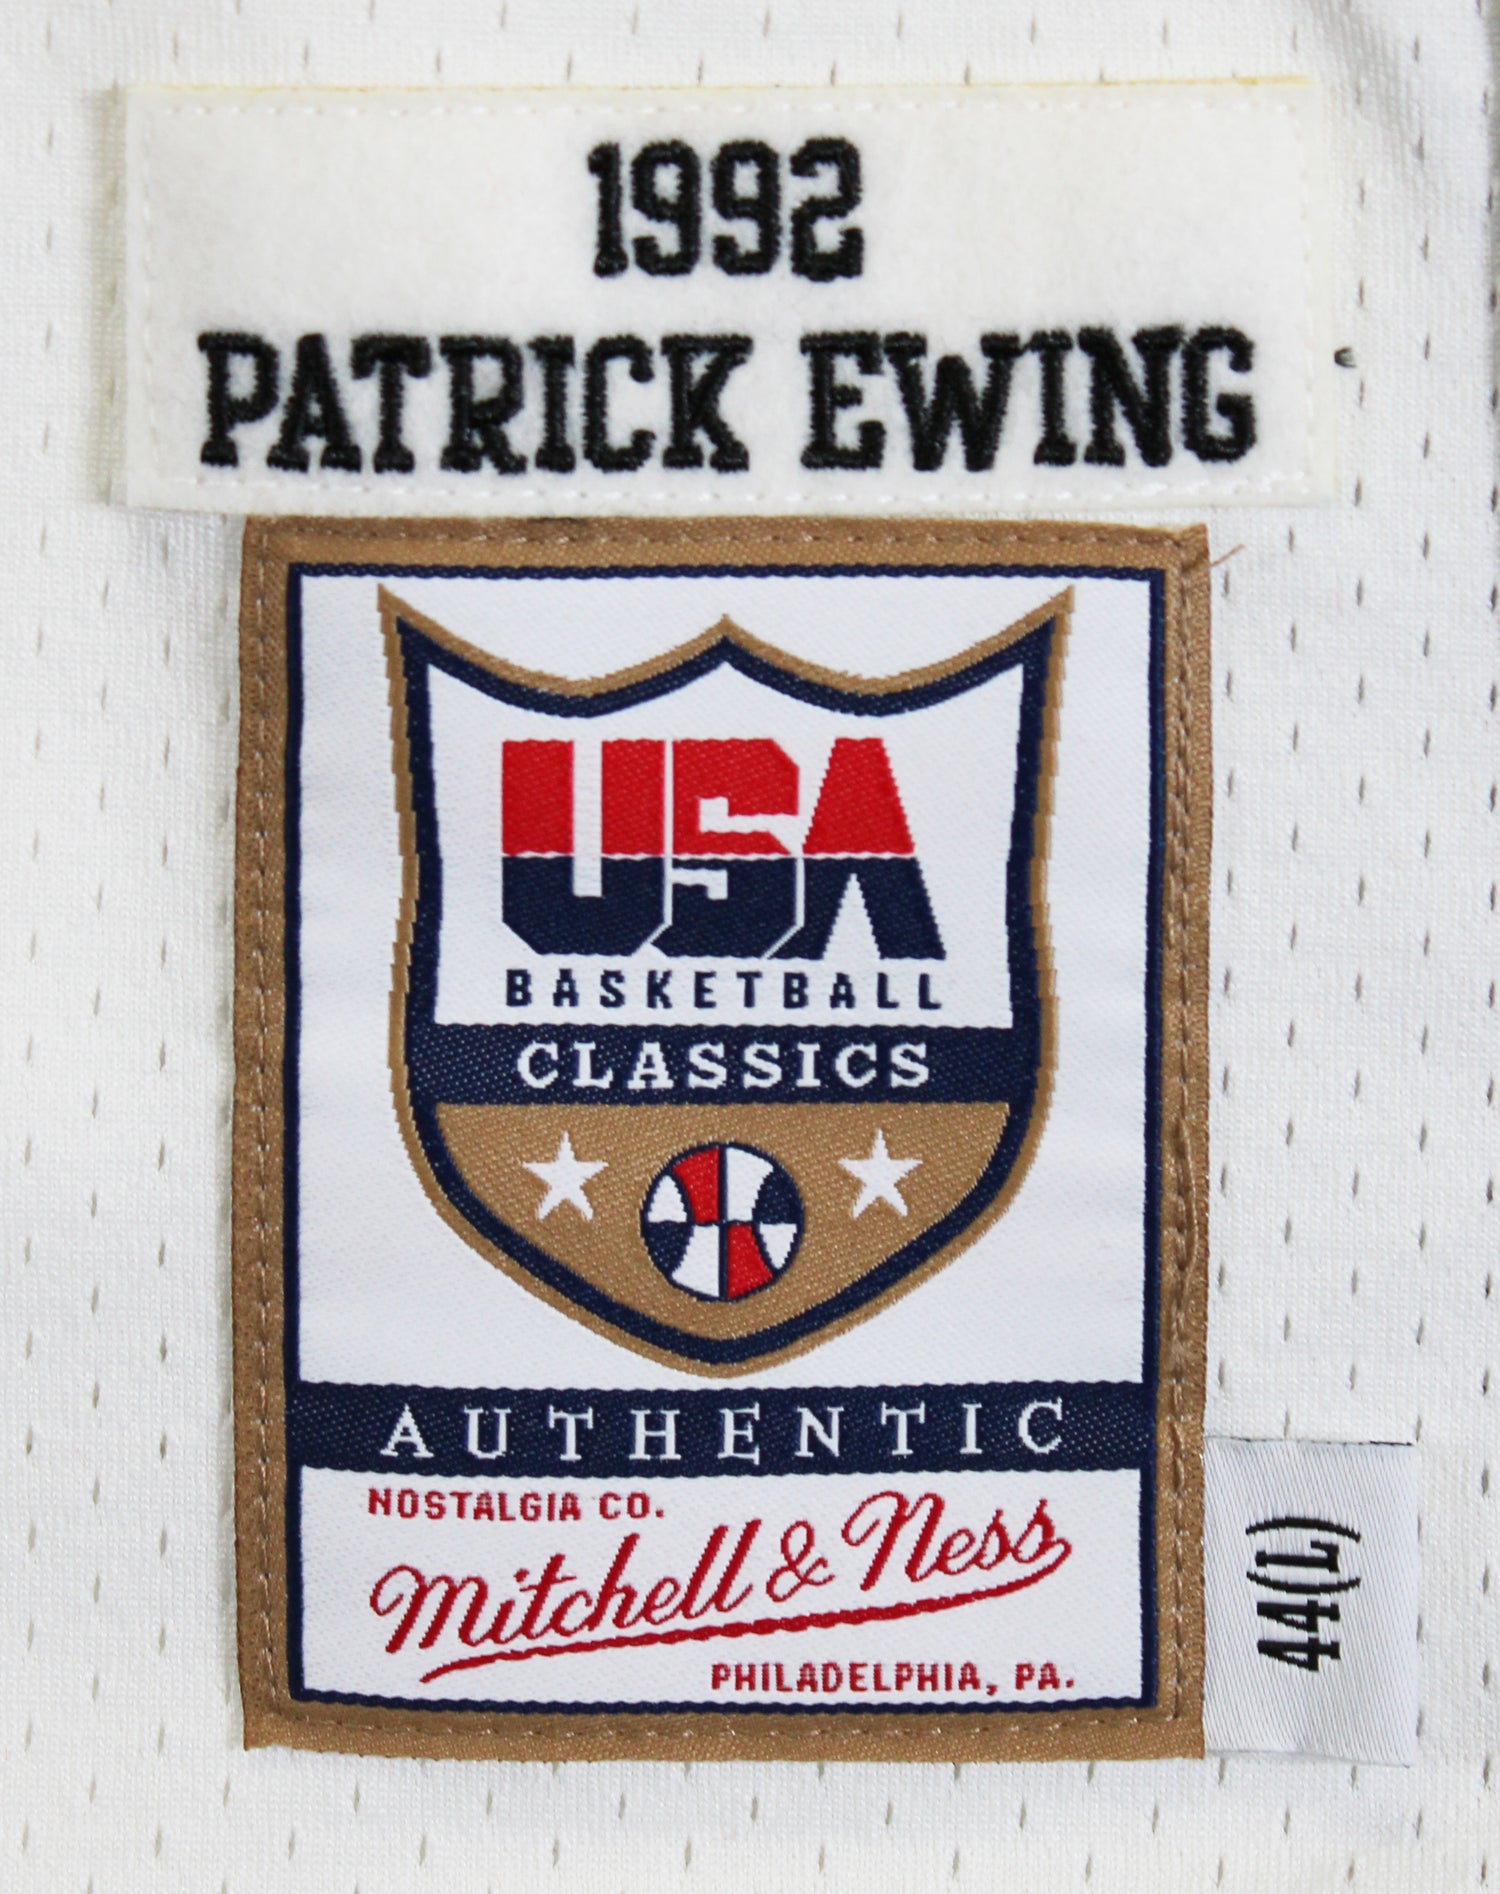 1992
PATRICK EWING
USA
BASKETBALL
CLASSICS
AUTHENTIC
NOSTALGIA CO.
Mitchell & Ness
PHILADELPHIA, PA.
44(L)